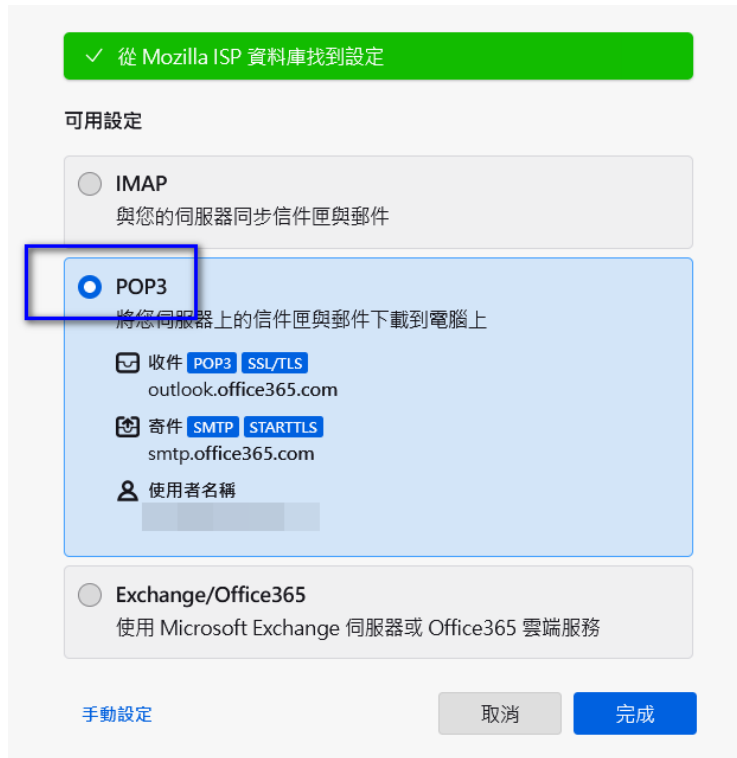 從 Mozilla ISP 資料庫找到設定
可用設定
IMAP
與您的伺服器同步信件匣與郵件
POP3
將您伺服器上的信件匣與郵件下載到電腦上
收件 POP3 SSL/TLS
outlook.office365.com
寄件 SMTP STARTTLS
smtp.office365.com
使用者名稱
Exchange/Office365
使用 Microsoft Exchange 伺服器或 Office365 雲端服務
手動設定 取消 完成